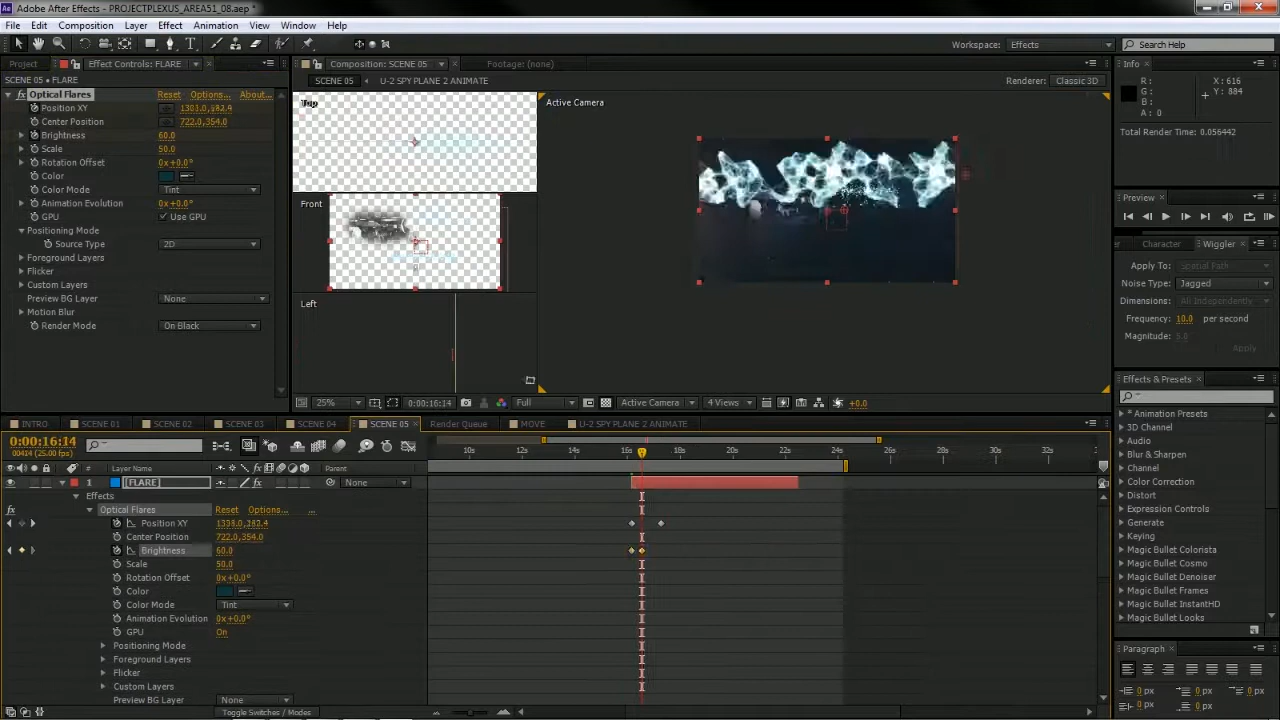 Adobe After Effects - PROJECTPLEXUS_AREA51_08.aep *
File Edit Composition Layer Effect Animation View Window Help
Workspace: Effects Search Help
Project Effect Controls: FLARE
SCENE 05 • FLARE
Optical Flares Reset Options... About...
Position XY 1303.0,382.4
Center Position 722.0,354.0
Brightness 60.0
Scale 50.0
Rotation Offset 0x+0.0°
Color
Color Mode Tint
Animation Evolution 0x+0.0°
GPU Use GPU
Positioning Mode
Source Type 2D
Foreground Layers
Flicker
Custom Layers
Preview BG Layer None
Motion Blur
Render Mode On Black
Composition: SCENE 05 Footage: (none)
SCENE 05 U-2 SPY PLANE 2 ANIMATE Renderer: Classic 3D
Top
Front
Left
Active Camera
25% 0:00:16:14 Full Active Camera 4 Views +0.0
Info
R : X : 616
G : Y : 884
B :
A : 0
Total Render Time: 0.056442
Preview
Character Wiggler
Apply To: Spatial Path
Noise Type: Jagged
Dimensions: All Independently
Frequency: 10.0 per second
Magnitude: 5.0
Apply
Effects & Presets
* Animation Presets
3D Channel
Audio
Blur & Sharpen
Channel
Color Correction
Distort
Expression Controls
Generate
Keying
Magic Bullet Colorista
Magic Bullet Cosmo
Magic Bullet Denoiser
Magic Bullet Frames
Magic Bullet InstantHD
Magic Bullet Looks
Paragraph
0 px 0 px 0 px
0 px 0 px
INTRO SCENE 01 SCENE 02 SCENE 03 SCENE 04 SCENE 05 Render Queue MOVE U-2 SPY PLANE 2 ANIMATE
0:00:16:14
00414 (25.00 fps)
10s 12s 14s 16s 18s 20s 22s 24s 26s 28s 30s 32s
# Layer Name Parent
1 [FLARE] None
Effects
Optical Flares Reset Options... ...
Position XY 1338.0,382.4
Center Position 722.0,354.0
Brightness 60.0
Scale 50.0
Rotation Offset 0x+0.0°
Color
Color Mode Tint
Animation Evolution 0x+0.0°
GPU On
Positioning Mode
Foreground Layers
Flicker
Custom Layers
Preview BG Layer None
Toggle Switches / Modes